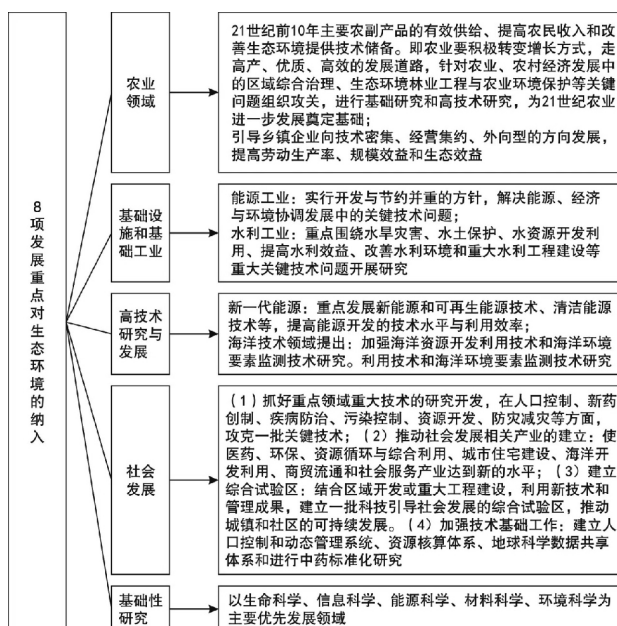 8项发展重点对生态环境的纳入
农业
领域
21世纪前10年主要农副产品的有效供给、提高农民收入和改
善生态环境提供技术储备。即农业要积极转变增长方式，走
高产、优质、高效的发展道路，针对农业、农村经济发展中
的区域综合治理、生态环境林业工程与农业环境保护等关键
问题组织攻关，进行基础研究和高技术研究，为21世纪农业
进一步发展奠定基础；
引导乡镇企业向技术密集、经营集约、外向型的方向发展，
提高劳动生产率、规模效益和生态效益
基础设
施和基
础工业
能源工业：实行开发与节约并重的方针，解决能源、经济
与环境协调发展中的关键技术问题；
水利工业：重点围绕水旱灾害、水土保护、水资源开发利
用、提高水利效益、改善水利环境和重大水利工程建设等
重大关键技术问题开展研究
高技术
研究与
发展
新一代能源：重点发展新能源和可再生能源技术、清洁能源
技术等，提高能源开发的技术水平与利用效率；
海洋技术领域提出：加强海洋资源开发利用技术和海洋环境
要素监测技术研究。利用技术和海洋环境要素监测技术研究
社会
发展
（1）抓好重点领域重大技术的研究开发，在人口控制、新药
创制、疾病防治、污染控制、资源开发、防灾减灾等方面，
攻克一批关键技术；（2）推动社会发展相关产业的建立：使
医药、环保、资源循环与综合利用、城市住宅建设、海洋开
发利用、商贸流通和社会服务产业达到新的水平；（3）建立
综合试验区：结合区域开发或重大工程建设，利用新技术和
管理成果，建立一批科技引导社会发展的综合试验区，推动
城镇和社区的可持续发展。（4）加强技术基础工作：建立人
口控制和动态管理系统、资源核算体系、地球科学数据共享
体系和进行中药标准化研究
基础性
研究
以生命科学、信息科学、能源科学、材料科学、环境科学为
主要优先发展领域